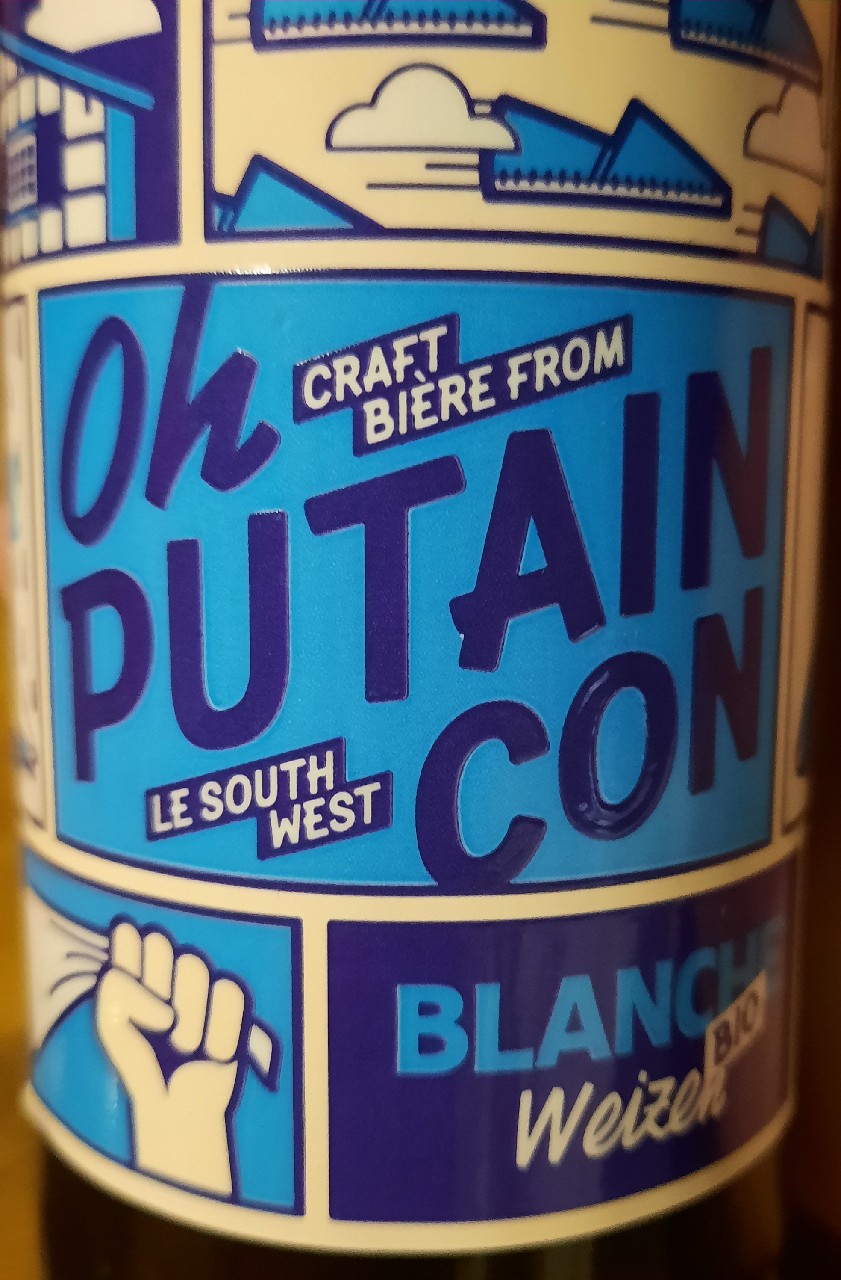 Oh
CRAFT
BIÈRE FROM
PUTAIN
CON
LE SOUTH
WEST
BLANCHE
BIO
Weizen